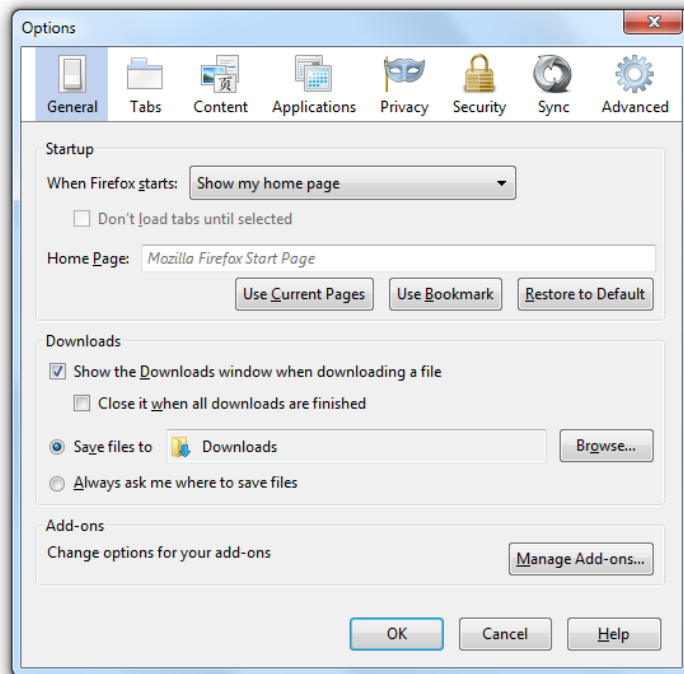 Options
General Tabs Content Applications Privacy Security Sync Advanced
Startup
When Firefox starts: Show my home page
Don't load tabs until selected
Home Page: Mozilla Firefox Start Page
Use Current Pages Use Bookmark Restore to Default
Downloads
Show the Downloads window when downloading a file
Close it when all downloads are finished
Save files to Downloads Browse...
Always ask me where to save files
Add-ons
Change options for your add-ons Manage Add-ons...
OK Cancel Help